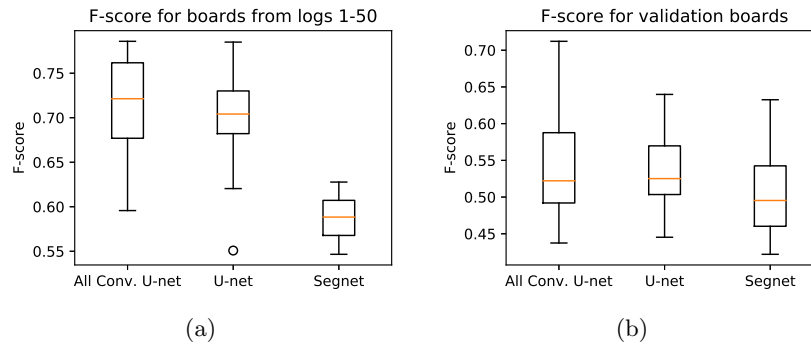 F-score for boards from logs 1-50
F-score
0.75
0.70
0.65
0.60
0.55
All Conv. U-net
U-net
Segnet
(a)
F-score for validation boards
F-score
0.70
0.65
0.60
0.55
0.50
0.45
All Conv. U-net
U-net
Segnet
(b)